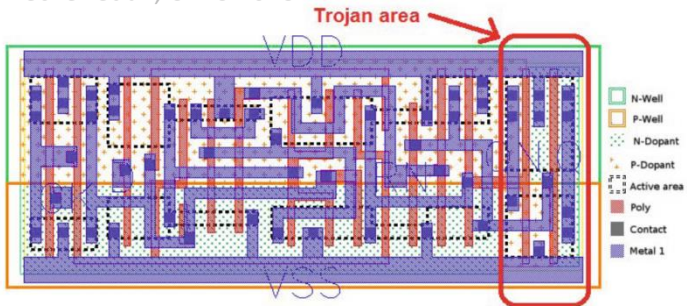 Trojan area
VDD
N-Well
P-Well
N-Dopant
P-Dopant
Active area
Poly
Contact
Metal 1
VSS